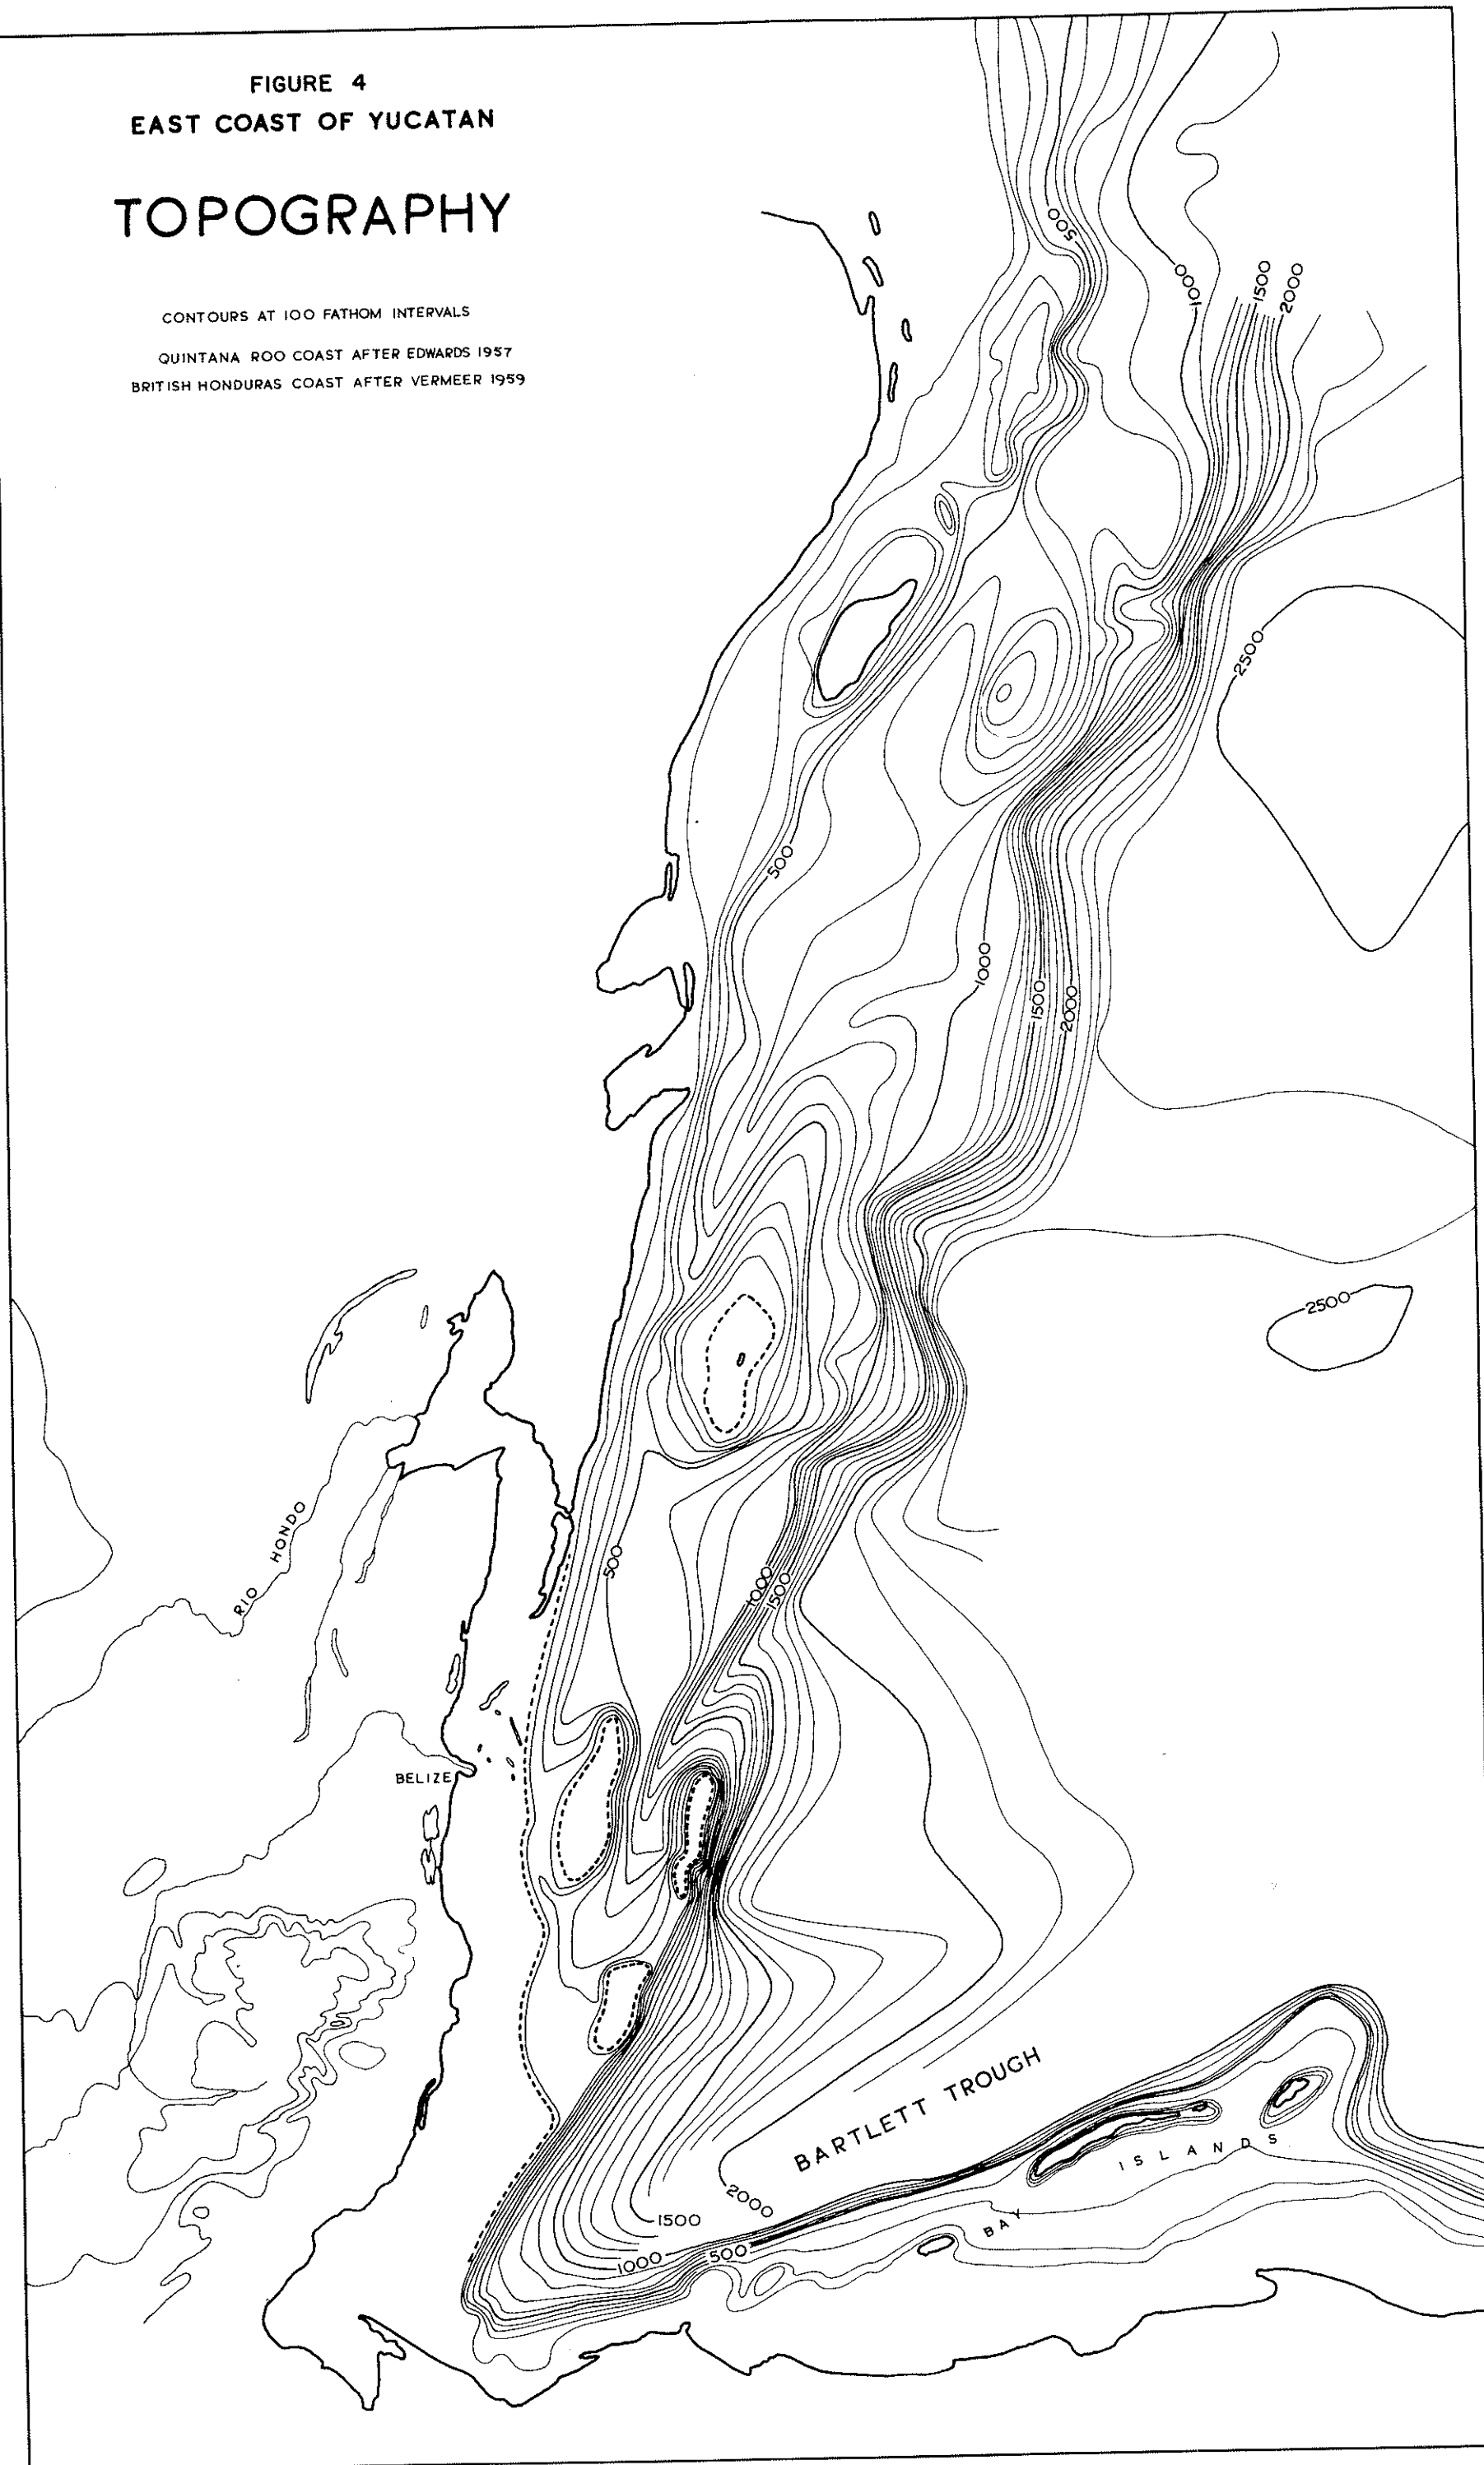 FIGURE 4
EAST COAST OF YUCATAN
TOPOGRAPHY
CONTOURS AT 100 FATHOM INTERVALS
QUINTANA ROO COAST AFTER EDWARDS 1957
BRITISH HONDURAS COAST AFTER VERMEER 1959
500
1000
1500
2000
2500
500
1000
1500
2000
2500
RIO HONDO
500
1000
1500
BELIZE
BARTLETT TROUGH
BAY ISLANDS
2000
1500
1000
500